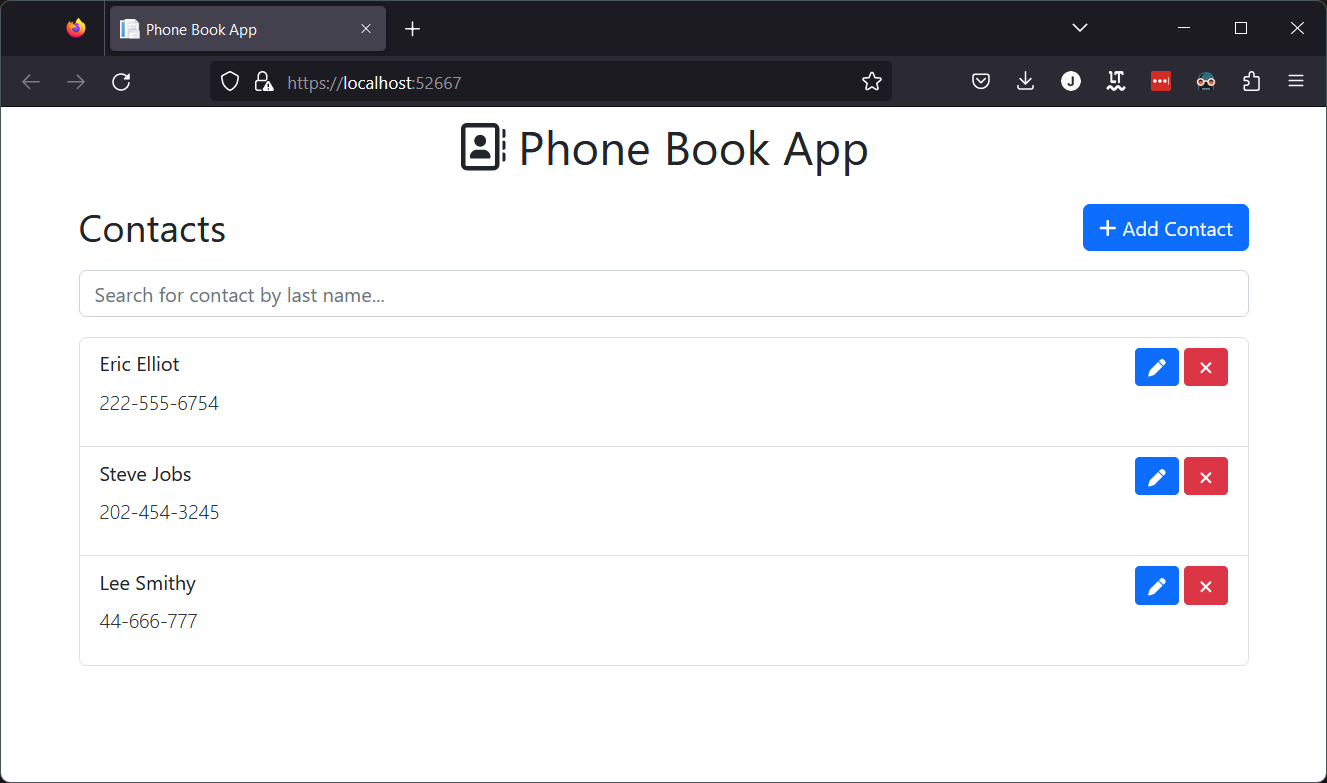 Phone Book App
https://localhost:52667
J
LT
Phone Book App
Contacts
Add Contact
Search for contact by last name...
Eric Elliot
222-555-6754
Steve Jobs
202-454-3245
Lee Smithy
44-666-777